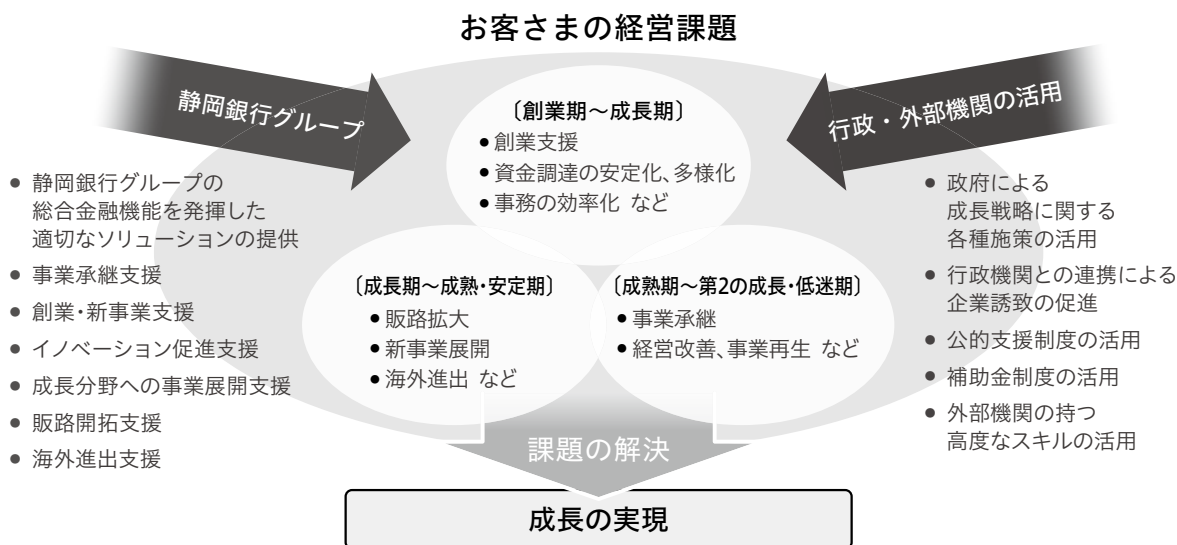 お客さまの経営課題
静岡銀行グループ
行政・外部機関の活用
〔創業期～成長期〕
● 創業支援
● 資金調達の安定化、多様化
● 事務の効率化 など
● 静岡銀行グループの
総合金融機能を発揮した
適切なソリューションの提供
● 事業承継支援
● 創業・新事業支援
● イノベーション促進支援
● 成長分野への事業展開支援
● 販路開拓支援
● 海外進出支援
〔成長期～成熟・安定期〕
● 販路拡大
● 新事業展開
● 海外進出 など
〔成熟期～第2の成長・低迷期〕
● 事業承継
● 経営改善、事業再生 など
● 政府による
成長戦略に関する
各種施策の活用
● 行政機関との連携による
企業誘致の促進
● 公的支援制度の活用
● 補助金制度の活用
● 外部機関の持つ
高度なスキルの活用
課題の解決
成長の実現